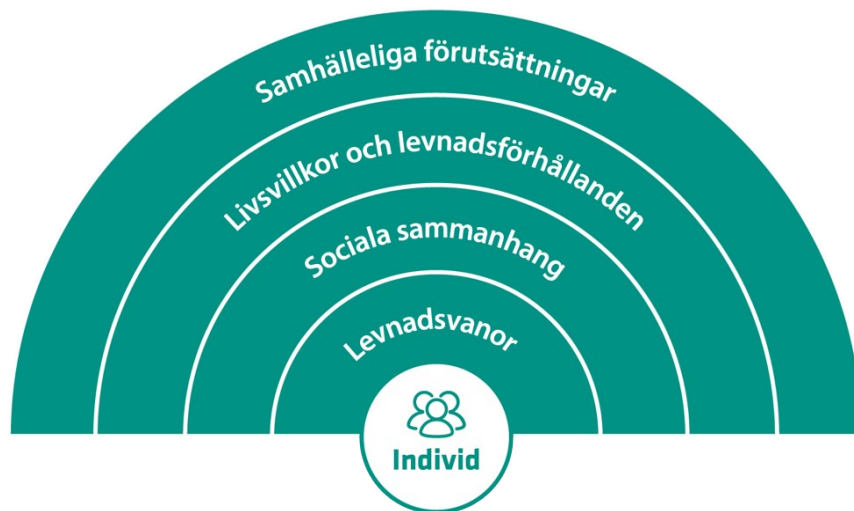 Samhälleliga förutsättningar
Livsvillkor och levnadsförhållanden
Sociala sammanhang
Levnadsvanor
Individ